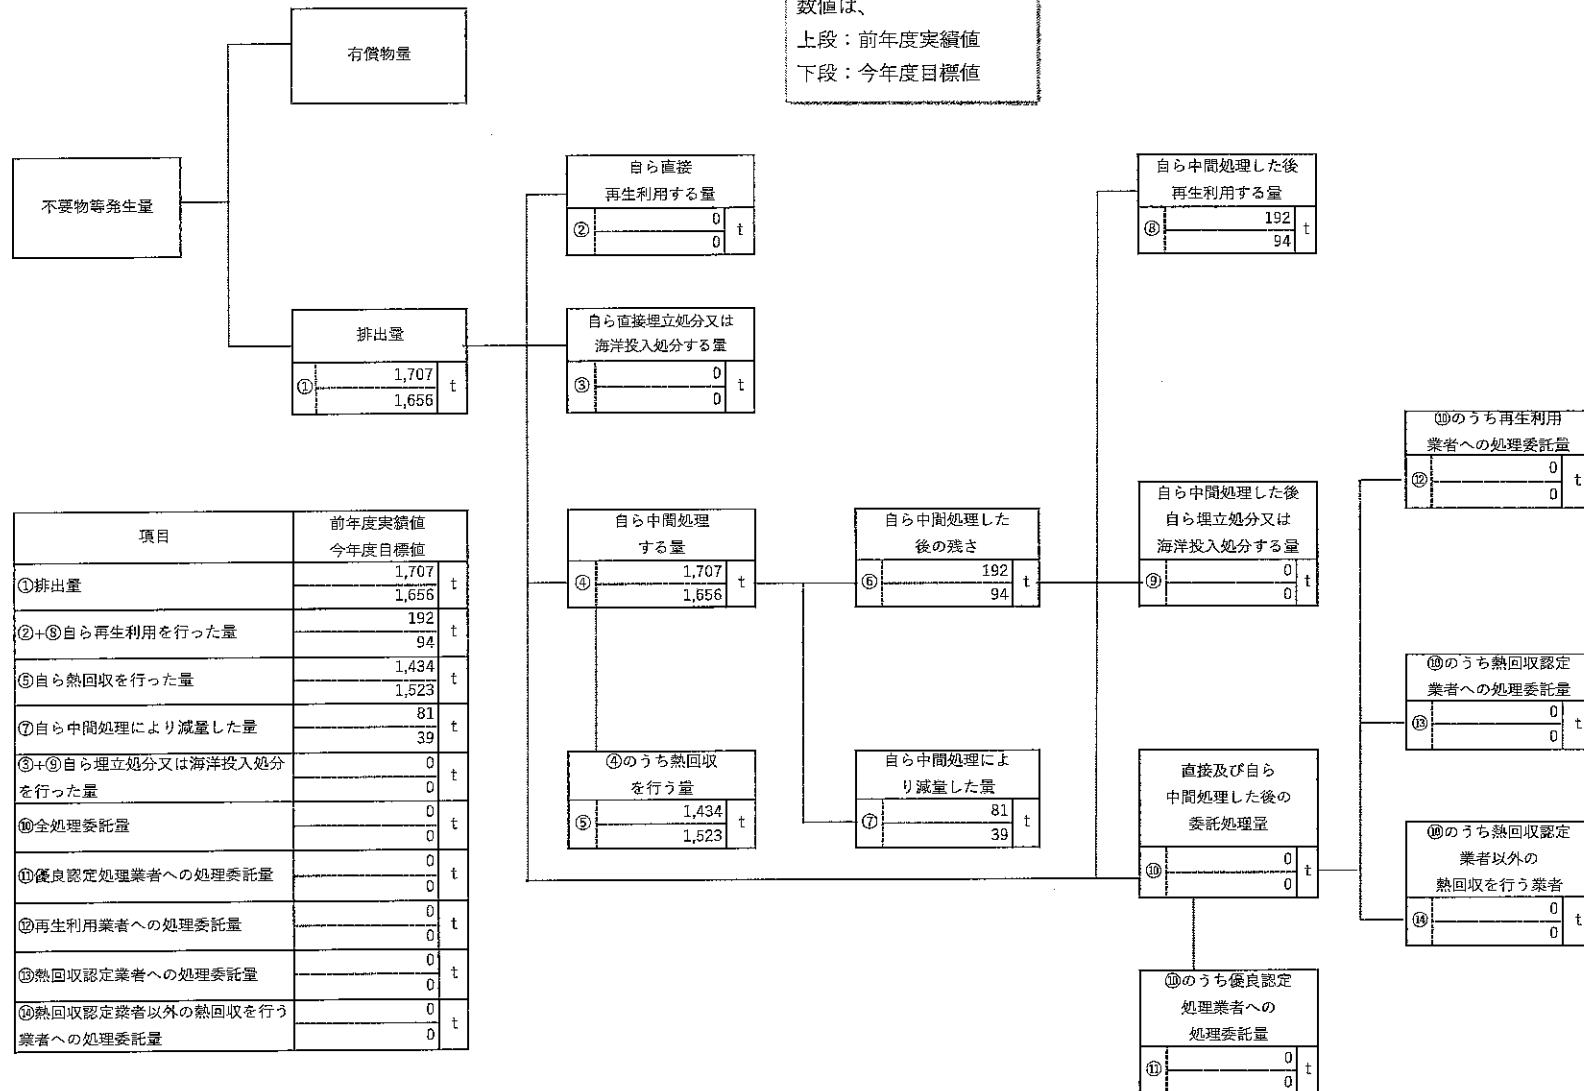 数値は、
上段：前年度実績値
下段：今年度目標値
有償物量
不要物等発生量
排出量
① 1,707 t
1,656
自ら直接
再生利用する量
② 0 t
0
自ら直接埋立処分又は
海洋投入処分する量
③ 0 t
0
自ら中間処理した後
再生利用する量
⑧ 192 t
94
自ら中間処理
する量
④ 1,707 t
1,656
自ら中間処理した
後の残さ
⑥ 192 t
94
自ら中間処理した後
自ら埋立処分又は
海洋投入処分する量
⑨ 0 t
0
④のうち熱回収
を行う量
⑤ 1,434 t
1,523
自ら中間処理によ
り減量した量
⑦ 81 t
39
直接及び自ら
中間処理した後の
委託処理量
⑩ 0 t
0
⑩のうち優良認定
処理業者への
処理委託量
⑪ 0 t
0
⑩のうち再生利用
業者への処理委託量
⑫ 0 t
0
⑩のうち熱回収認定
業者への処理委託量
⑬ 0 t
0
⑩のうち熱回収認定
業者以外の
熱回収を行う業者
⑭ 0 t
0
項目 前年度実績値
今年度目標値
①排出量 1,707 t
1,656
②+⑧自ら再生利用を行った量 192 t
94
⑤自ら熱回収を行った量 1,434 t
1,523
⑦自ら中間処理により減量した量 81 t
39
③+⑨自ら埋立処分又は海洋投入処分 0 t
を行った量 0
⑩全処理委託量 0 t
0
⑪優良認定処理業者への処理委託量 0 t
0
⑫再生利用業者への処理委託量 0 t
0
⑬熱回収認定業者への処理委託量 0 t
0
⑭熱回収認定業者以外の熱回収を行う 0 t
業者への処理委託量 0